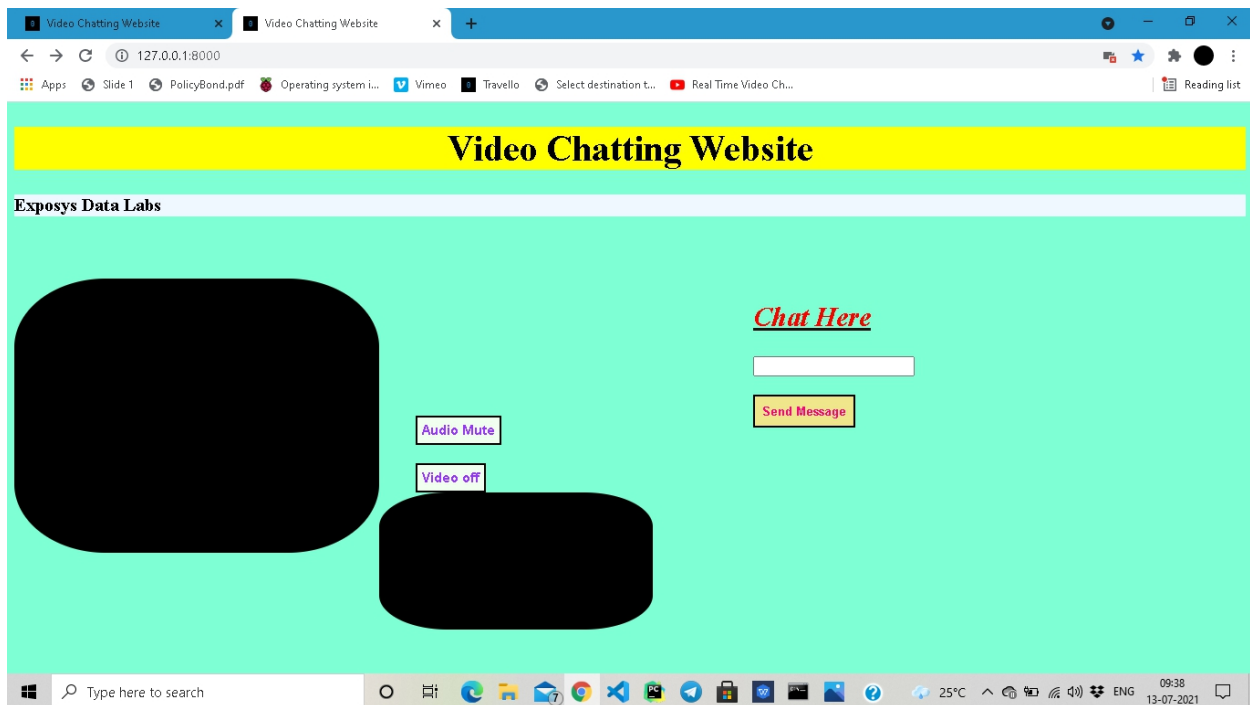 Video Chatting Website
Video Chatting Website
127.0.0.1:8000
Apps Slide 1 PolicyBond.pdf Operating system i... Vimeo Travello Select destination t... Real Time Video Ch... Reading list
Video Chatting Website
Exposys Data Labs
Chat Here
Send Message
Audio Mute
Video off
Type here to search
7
25°C ENG
09:38
13-07-2021